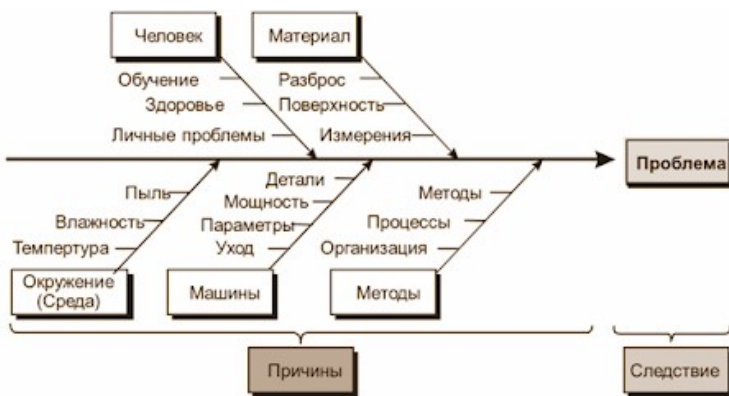 Человек
Материал
Обучение
Здоровье
Личные проблемы
Разброс
Поверхность
Измерения
Проблема
Пыль
Влажность
Темпертура
Детали
Мощность
Параметры
Уход
Методы
Процессы
Организация
Окружение
(Среда)
Машины
Методы
Причины
Следствие